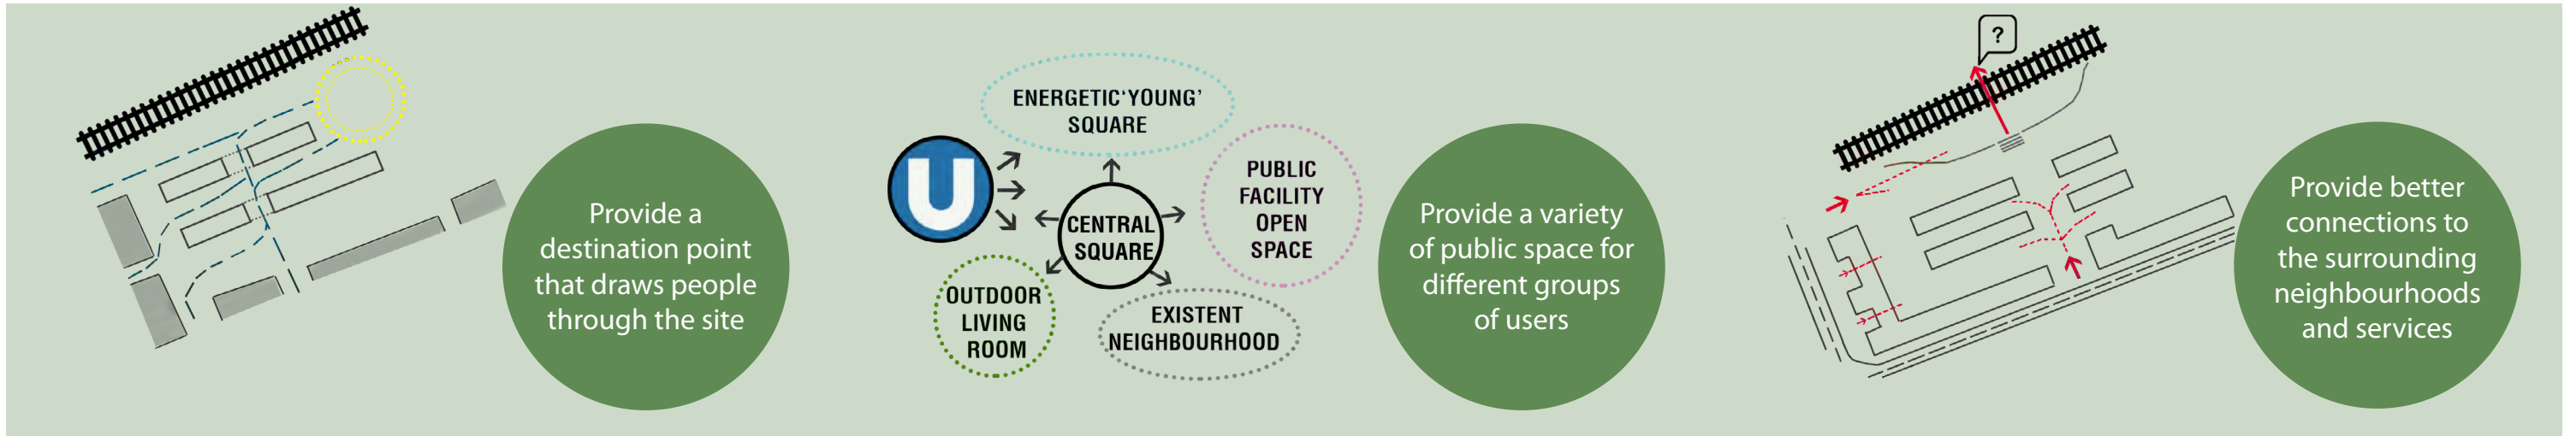 Provide a
destination point
that draws people
through the site
U
ENERGETIC'YOUNG'
SQUARE
PUBLIC
FACILITY
OPEN
SPACE
CENTRAL
SQUARE
OUTDOOR
LIVING
ROOM
EXISTENT
NEIGHBOURHOOD
Provide a variety
of public space for
different groups
of users
?
Provide better
connections to
the surrounding
neighbourhoods
and services